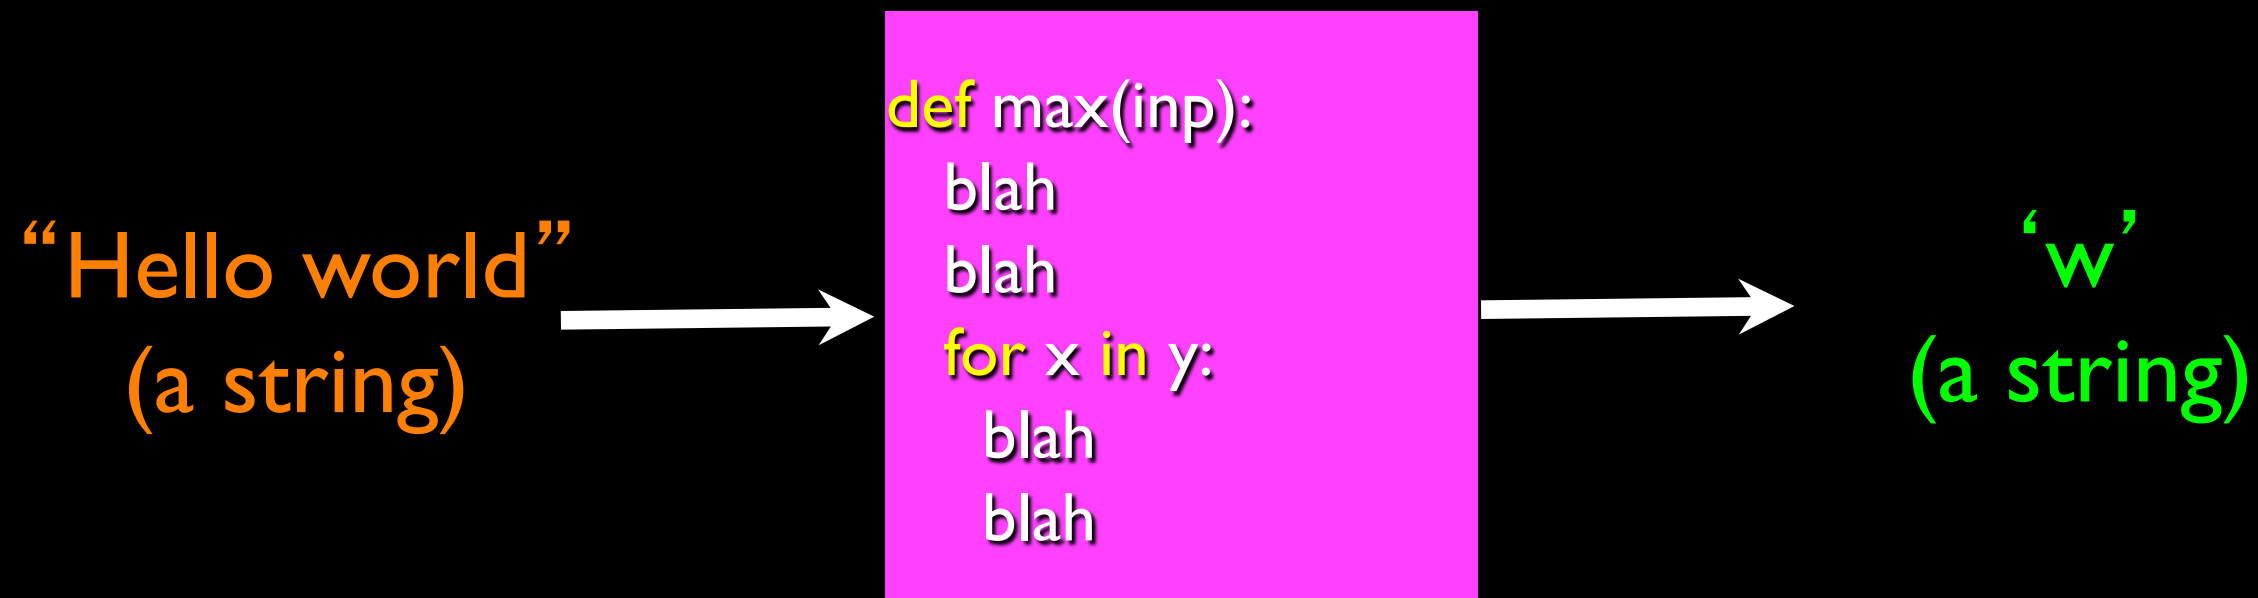 “Hello world”
(a string)
def max(inp):
blah
blah
for x in y:
blah
blah
‘w’
(a string)